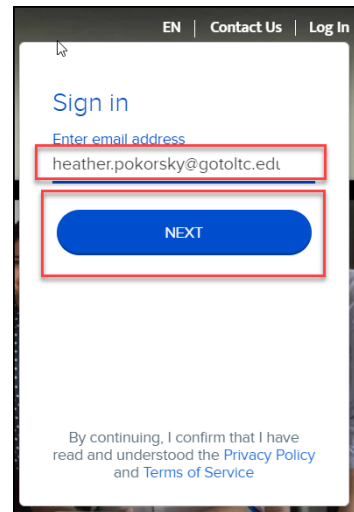 EN | Contact Us | Log In
Sign in
Enter email address
heather.pokorsky@gotoltc.edu
NEXT
By continuing, I confirm that I have
read and understood the Privacy Policy
and Terms of Service